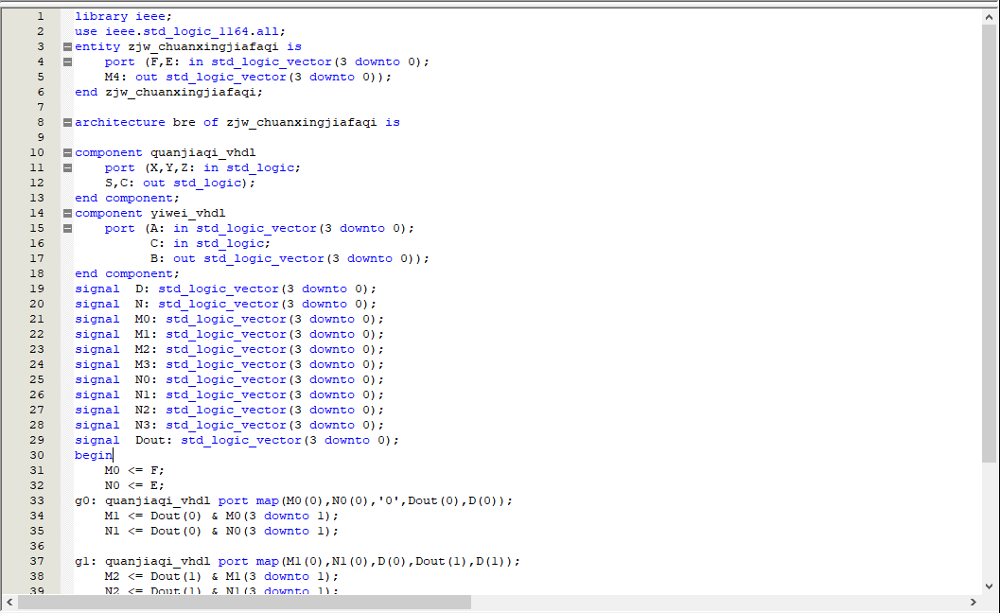 1 library ieee;
2 use ieee.std_logic_1164.all;
3 entity zjw_chuanxingjiafaqi is
4 port (F,E: in std_logic_vector(3 downto 0);
5 M4: out std_logic_vector(3 downto 0));
6 end zjw_chuanxingjiafaqi;
7
8 architecture bre of zjw_chuanxingjiafaqi is
9
10 component quanjiaqi_vhdl
11 port (X,Y,Z: in std_logic;
12 S,C: out std_logic);
13 end component;
14 component yiwei_vhdl
15 port (A: in std_logic_vector(3 downto 0);
16 C: in std_logic;
17 B: out std_logic_vector(3 downto 0));
18 end component;
19 signal D: std_logic_vector(3 downto 0);
20 signal N: std_logic_vector(3 downto 0);
21 signal M0: std_logic_vector(3 downto 0);
22 signal M1: std_logic_vector(3 downto 0);
23 signal M2: std_logic_vector(3 downto 0);
24 signal M3: std_logic_vector(3 downto 0);
25 signal N0: std_logic_vector(3 downto 0);
26 signal N1: std_logic_vector(3 downto 0);
27 signal N2: std_logic_vector(3 downto 0);
28 signal N3: std_logic_vector(3 downto 0);
29 signal Dout: std_logic_vector(3 downto 0);
30 begin
31 M0 <= F;
32 N0 <= E;
33 g0: quanjiaqi_vhdl port map(M0(0),N0(0),'0',Dout(0),D(0));
34 M1 <= Dout(0) & M0(3 downto 1);
35 N1 <= Dout(0) & N0(3 downto 1);
36
37 g1: quanjiaqi_vhdl port map(M1(0),N1(0),D(0),Dout(1),D(1));
38 M2 <= Dout(1) & M1(3 downto 1);
39 N2 <= Dout(1) & N1(3 downto 1);